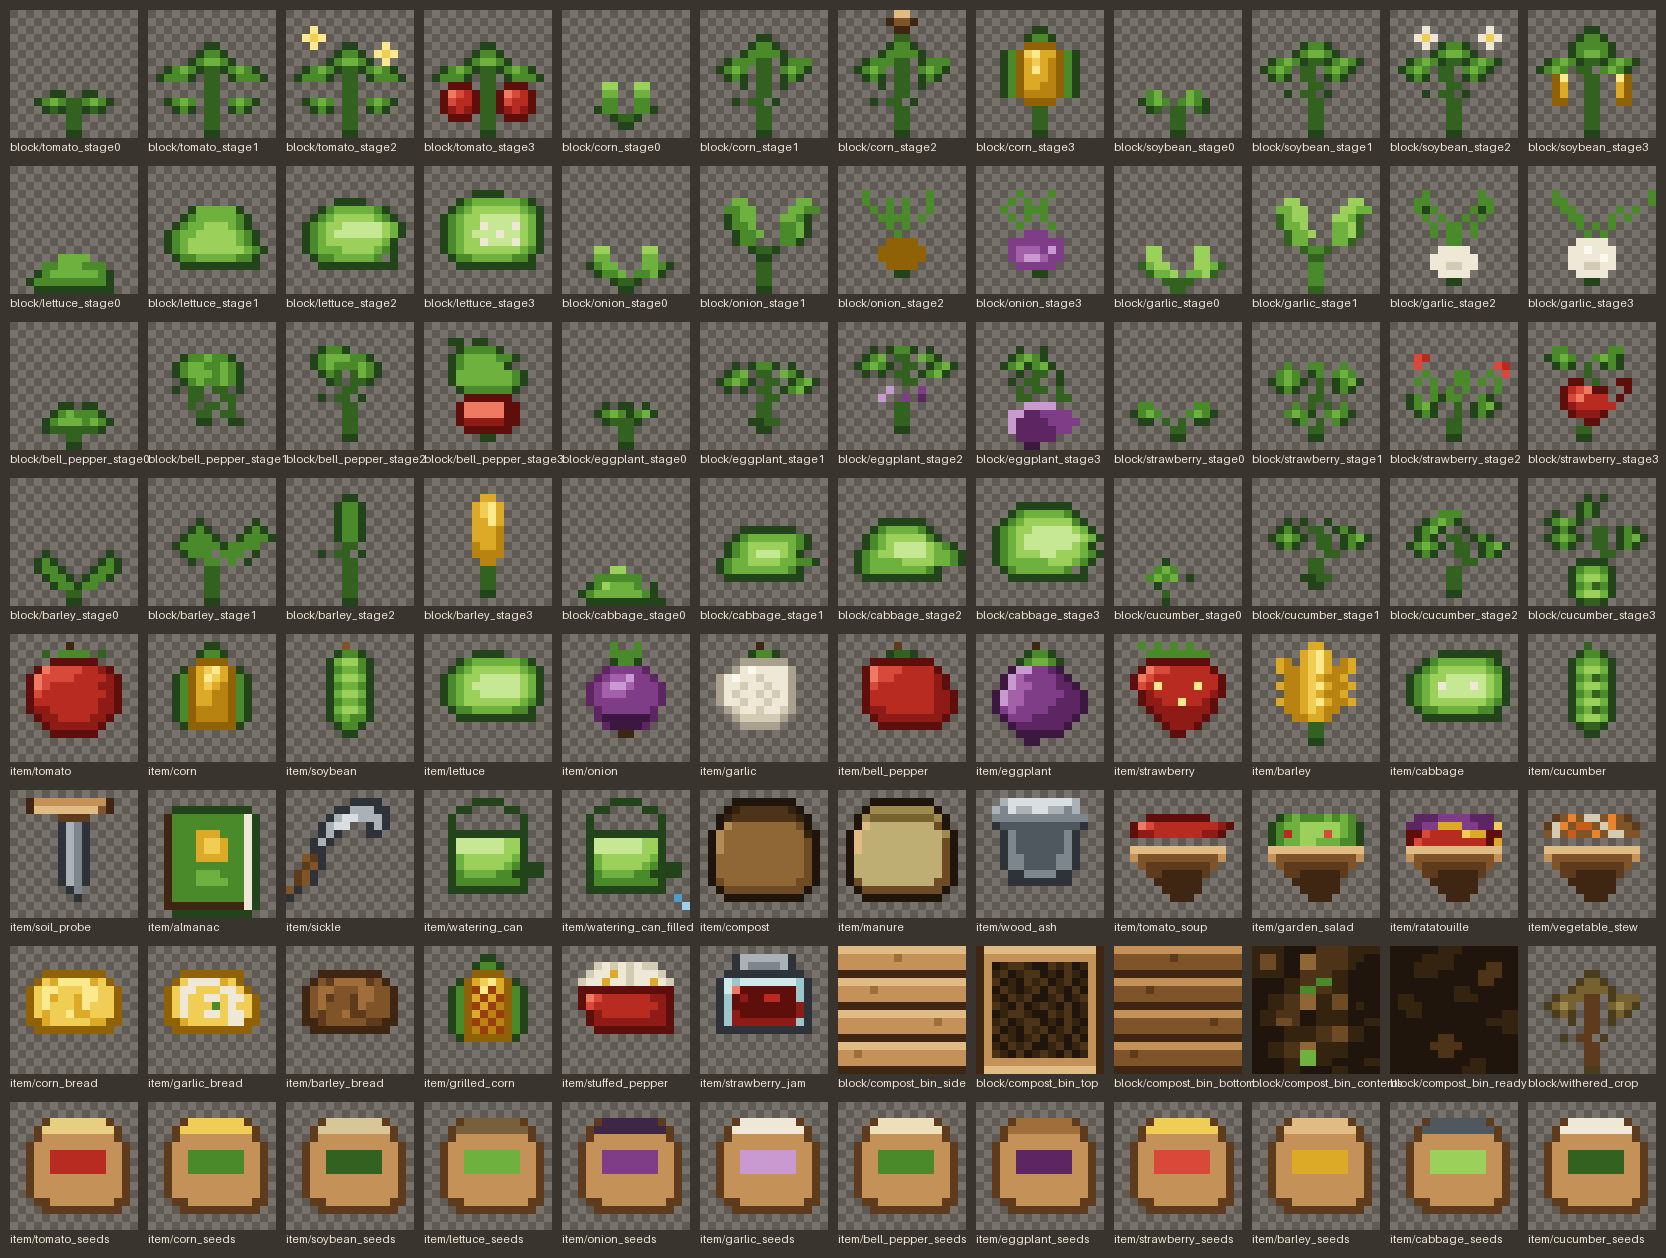 block/tomato_stage0 block/tomato_stage1 block/tomato_stage2 block/tomato_stage3 block/corn_stage0 block/corn_stage1 block/corn_stage2 block/corn_stage3 block/soybean_stage0 block/soybean_stage1 block/soybean_stage2 block/soybean_stage3
block/lettuce_stage0 block/lettuce_stage1 block/lettuce_stage2 block/lettuce_stage3 block/onion_stage0 block/onion_stage1 block/onion_stage2 block/onion_stage3 block/garlic_stage0 block/garlic_stage1 block/garlic_stage2 block/garlic_stage3
block/bell_pepper_stage0 block/bell_pepper_stage1 block/bell_pepper_stage2 block/bell_pepper_stage3 block/eggplant_stage0 block/eggplant_stage1 block/eggplant_stage2 block/eggplant_stage3 block/strawberry_stage0 block/strawberry_stage1 block/strawberry_stage2 block/strawberry_stage3
block/barley_stage0 block/barley_stage1 block/barley_stage2 block/barley_stage3 block/cabbage_stage0 block/cabbage_stage1 block/cabbage_stage2 block/cabbage_stage3 block/cucumber_stage0 block/cucumber_stage1 block/cucumber_stage2 block/cucumber_stage3
item/tomato item/corn item/soybean item/lettuce item/onion item/garlic item/bell_pepper item/eggplant item/strawberry item/barley item/cabbage item/cucumber
item/soil_probe item/almanac item/sickle item/watering_can item/watering_can_filled item/compost item/manure item/wood_ash item/tomato_soup item/garden_salad item/ratatouille item/vegetable_stew
item/corn_bread item/garlic_bread item/barley_bread item/grilled_corn item/stuffed_pepper item/strawberry_jam block/compost_bin_side block/compost_bin_top block/compost_bin_bottom block/compost_bin_contents block/compost_bin_ready block/withered_crop
item/tomato_seeds item/corn_seeds item/soybean_seeds item/lettuce_seeds item/onion_seeds item/garlic_seeds item/bell_pepper_seeds item/eggplant_seeds item/strawberry_seeds item/barley_seeds item/cabbage_seeds item/cucumber_seeds